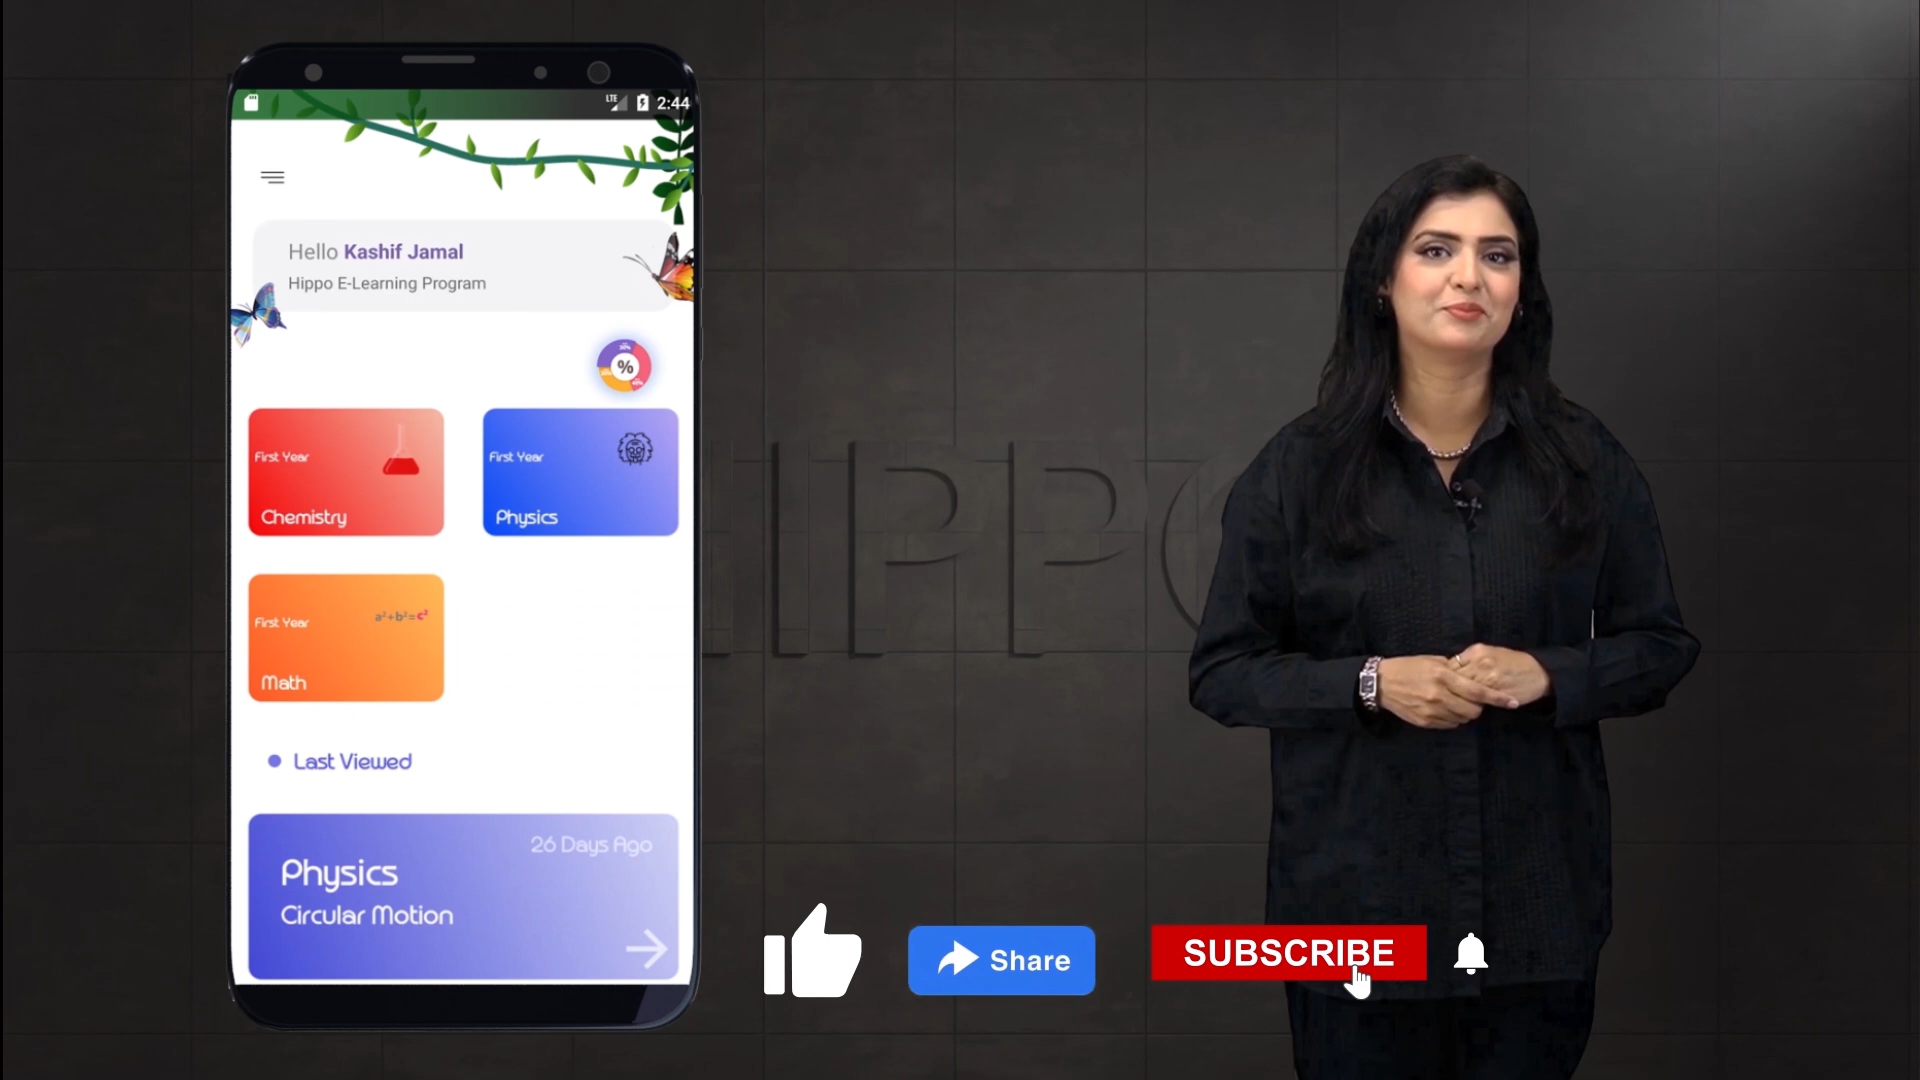 LTE 2:44
Hello Kashif Jamal
Hippo E-Learning Program
%
First Year
Chemistry
First Year
Physics
First Year
a²+b²=c²
Math
Last Viewed
26 Days Ago
Physics
Circular Motion
HIPPO
Share
SUBSCRIBE